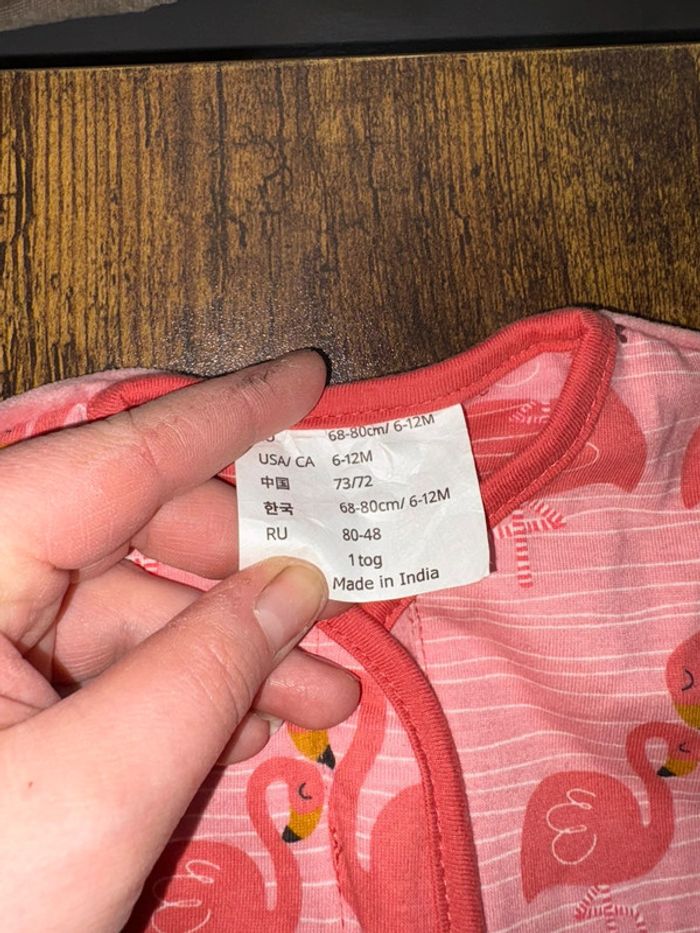 68-80cm/ 6-12M
USA/ CA 6-12M
中国 73/72
한국 68-80cm/ 6-12M
RU 80-48
1 tog
Made in India